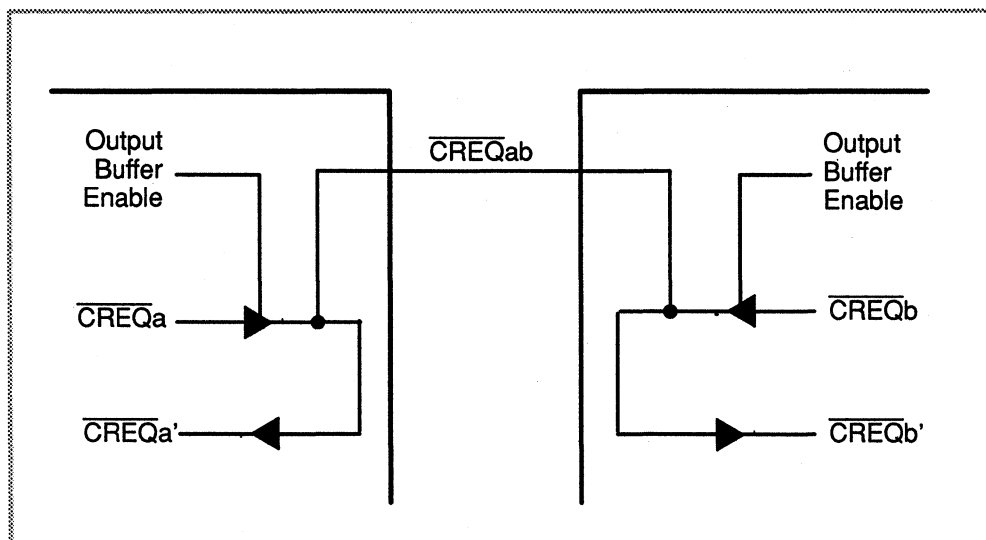 Output
Buffer
Enable
CREQab
Output
Buffer
Enable
CREQa
CREQb
CREQa'
CREQb'